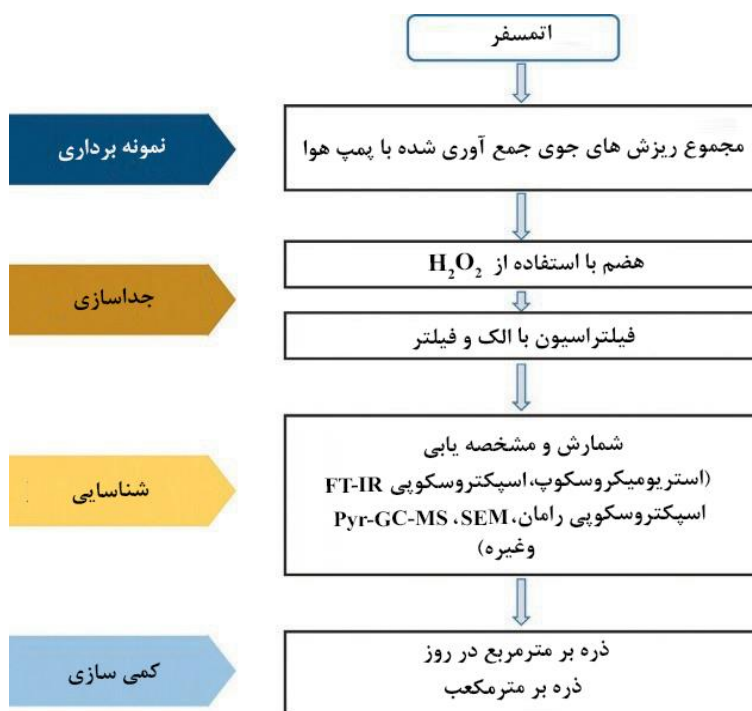 اتمسفر
نمونه برداری
مجموع ریزش های جوی جمع آوری شده با پمپ هوا
جداسازی
هضم با استفاده از H₂O₂
فیلتراسیون با الک و فیلتر
شناسایی
شمارش و مشخصه یابی
(استریومیکروسکوپ، اسپکتروسکوپی FT-IR
اسپکتروسکوپی رامان، SEM، Pyr-GC-MS
وغیره)
کمی سازی
ذره بر مترمربع در روز
ذره بر مترمکعب